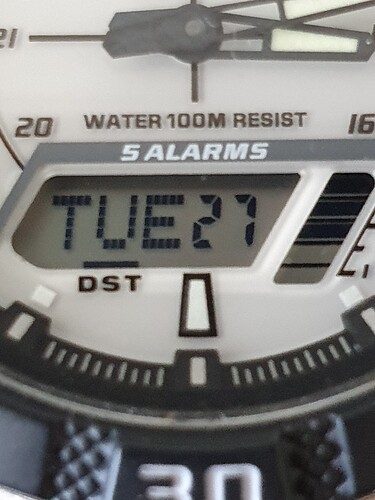 21
20 WATER 100M RESIST 16
5 ALARMS
TUE 27
DST
30